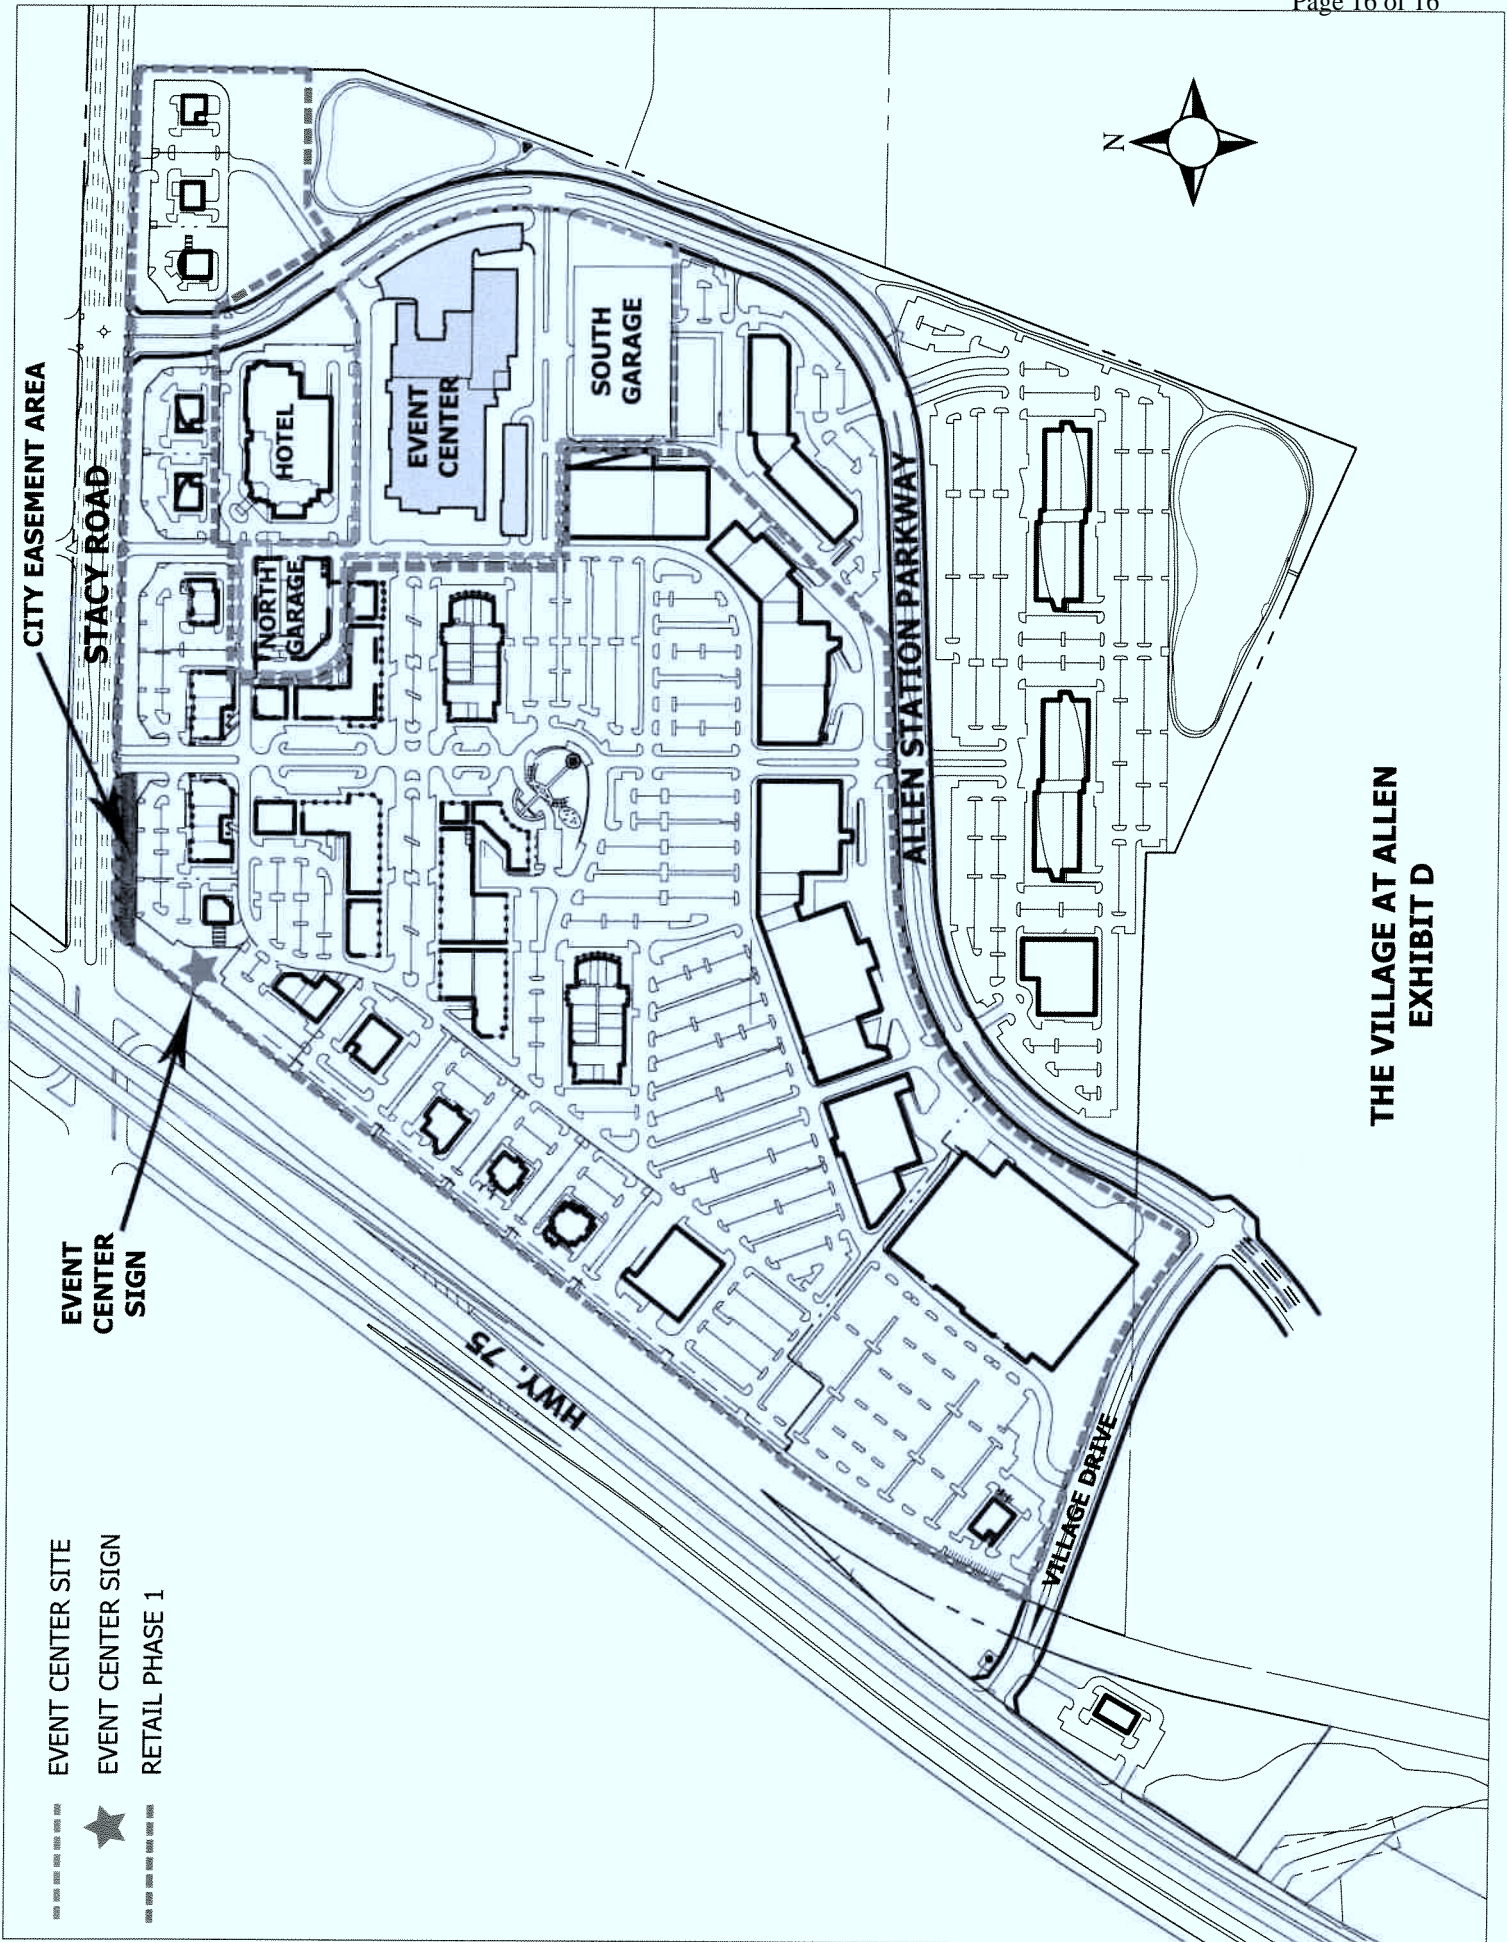 Page 16 of 16
CITY EASEMENT AREA
STACY ROAD
HOTEL
EVENT
CENTER
SOUTH
GARAGE
NORTH
GARAGE
ALLEN STATION PARKWAY
N
EVENT
CENTER
SIGN
HWY. 75
VILLAGE DRIVE
THE VILLAGE AT ALLEN
EXHIBIT D
EVENT CENTER SITE
EVENT CENTER SIGN
RETAIL PHASE 1